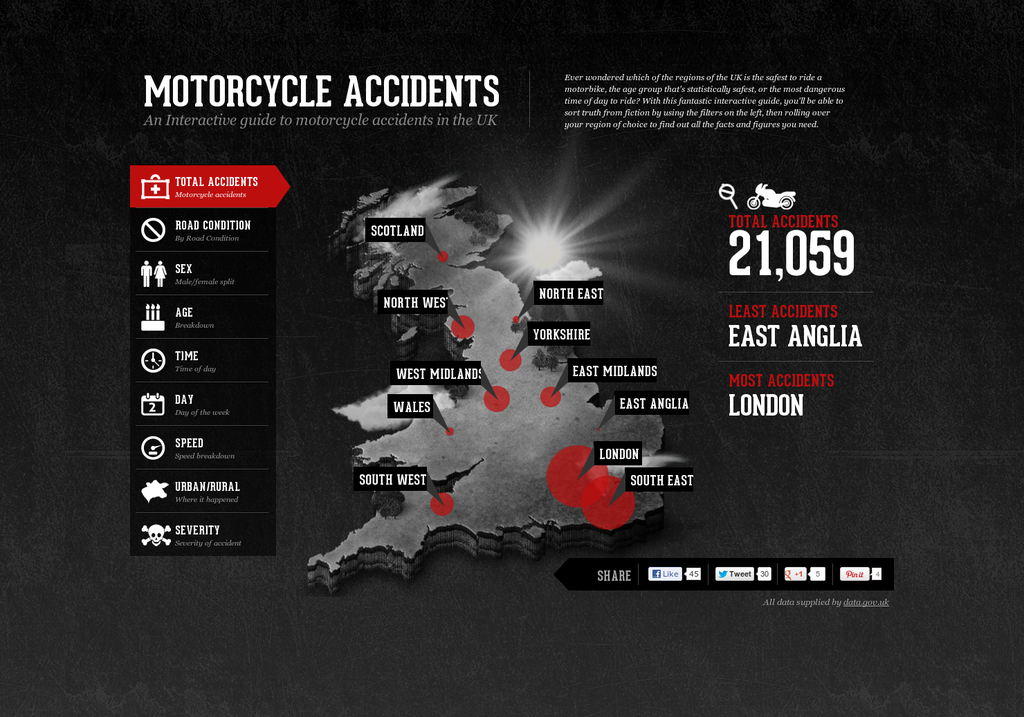 MOTORCYCLE ACCIDENTS
An Interactive guide to motorcycle accidents in the UK
Ever wondered which of the regions of the UK is the safest to ride a
motorbike, the age group that's statistically safest, or the most dangerous
time of day to ride? With this fantastic interactive guide, you'll be able to
sort truth from fiction by using the filters on the left, then rolling over
your region of choice to find out all the facts and figures you need.
TOTAL ACCIDENTS
Motorcycle accidents
ROAD CONDITION
By Road Condition
SEX
Male/female split
AGE
Breakdown
TIME
Time of day
2
DAY
Day of the week
SPEED
Speed breakdown
URBAN/RURAL
Where it happened
SEVERITY
Severity of accident
SCOTLAND
NORTH WES
NORTH EAST
YORKSHIRE
WEST MIDLANDS
EAST MIDLANDS
WALES
EAST ANGLIA
LONDON
SOUTH WEST
SOUTH EAST
TOTAL ACCIDENTS
21,059
LEAST ACCIDENTS
EAST ANGLIA
MOST ACCIDENTS
LONDON
SHARE
Like 45
Tweet 30
+1 5
Pin it 4
All data supplied by data.gov.uk